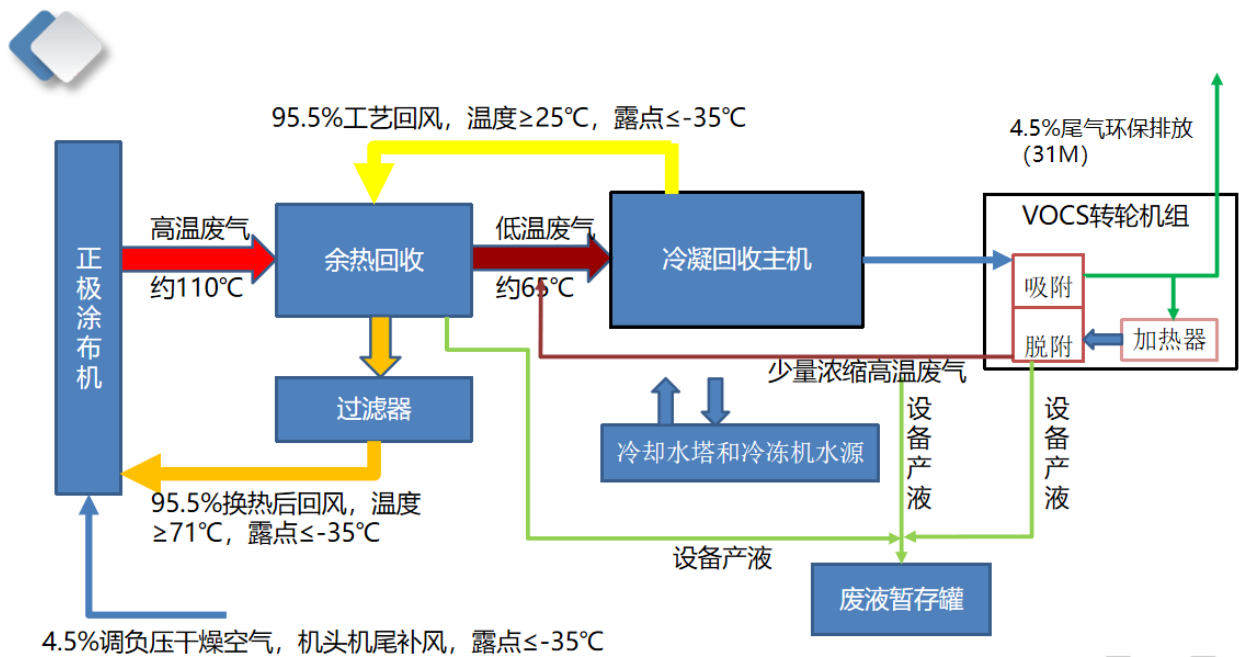 95.5%工艺回风，温度≥25℃，露点≤-35℃
4.5%尾气环保排放
（31M）
正极涂布机
高温废气
约110℃
余热回收
低温废气
约65℃
冷凝回收主机
VOCS转轮机组
吸附
脱附
加热器
过滤器
少量浓缩高温废气
冷却水塔和冷冻机水源
设备产液
设备产液
95.5%换热后回风，温度
≥71℃，露点≤-35℃
设备产液
废液暂存罐
4.5%调负压干燥空气，机头机尾补风，露点≤-35℃